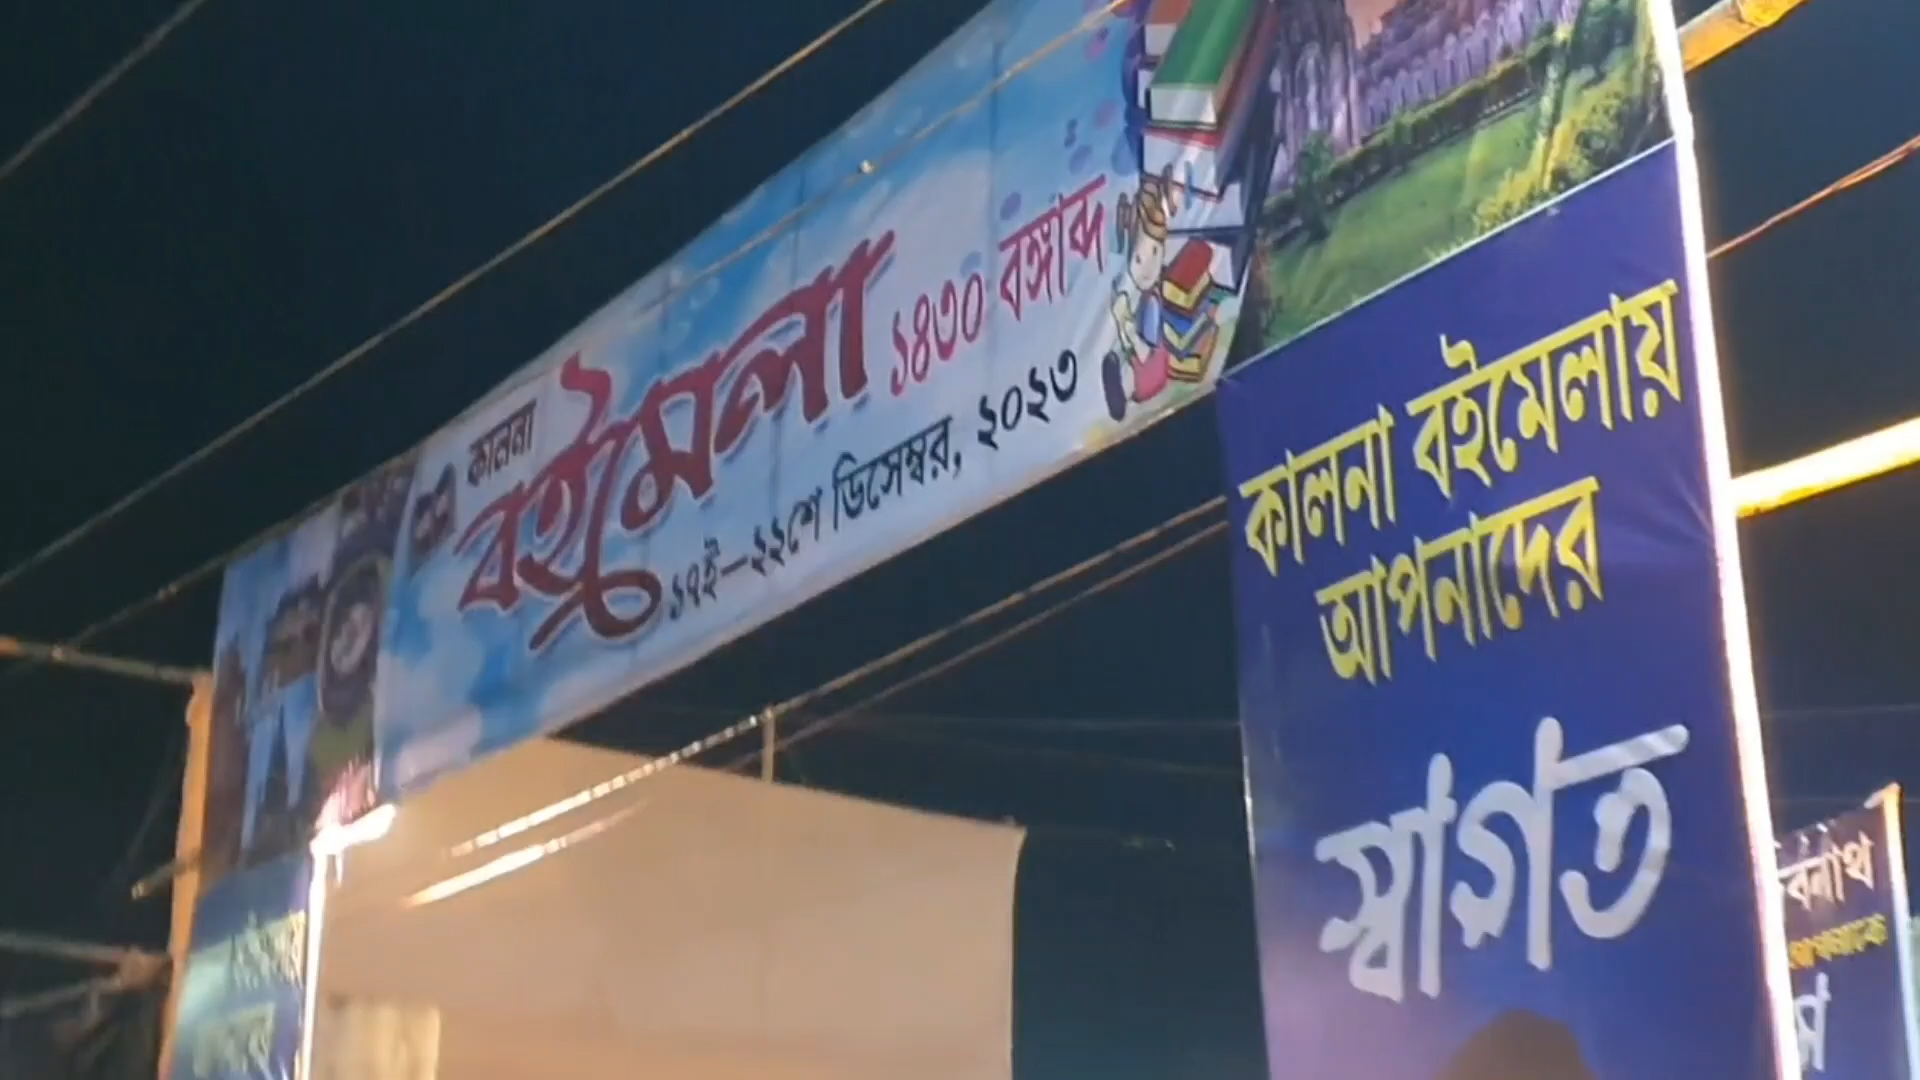 কালনা
বইমেলা ১৪৩০ বঙ্গাব্দ
১৭ই-২২শে ডিসেম্বর, ২০২৩
কালনা বইমেলায়
আপনাদের
স্বাগত